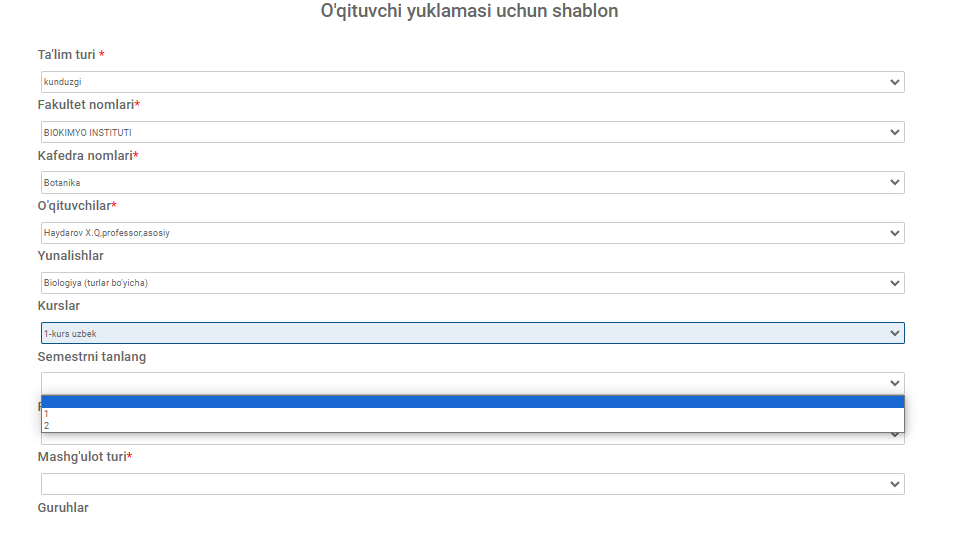 O'qituvchi yuklamasi uchun shablon
Ta'lim turi *
kunduzgi
Fakultet nomlari*
BIOKIMYO INSTITUTI
Kafedra nomlari*
Botanika
O'qituvchilar*
Haydarov X.Q,professor,asosiy
Yunalishlar
Biologiya (turlar bo'yicha)
Kurslar
1-kurs uzbek
Semestrni tanlang
1
2
Mashg'ulot turi*
Guruhlar